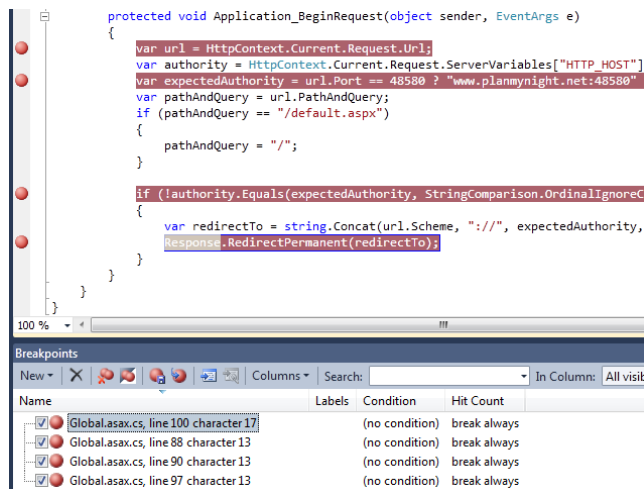 protected void Application_BeginRequest(object sender, EventArgs e)
{
var url = HttpContext.Current.Request.Url;
var authority = HttpContext.Current.Request.ServerVariables["HTTP_HOST"]
var expectedAuthority = url.Port == 48580 ? "www.planmynight.net:48580"
var pathAndQuery = url.PathAndQuery;
if (pathAndQuery == "/default.aspx")
{
pathAndQuery = "/";
}
if (!authority.Equals(expectedAuthority, StringComparison.OrdinalIgnoreC
{
var redirectTo = string.Concat(url.Scheme, "://", expectedAuthority,
Response.RedirectPermanent(redirectTo);
}
}
}
}
100 %
Breakpoints
New Columns Search: In Column: All visib
Name Labels Condition Hit Count
Global.asax.cs, line 100 character 17 (no condition) break always
Global.asax.cs, line 88 character 13 (no condition) break always
Global.asax.cs, line 90 character 13 (no condition) break always
Global.asax.cs, line 97 character 13 (no condition) break always